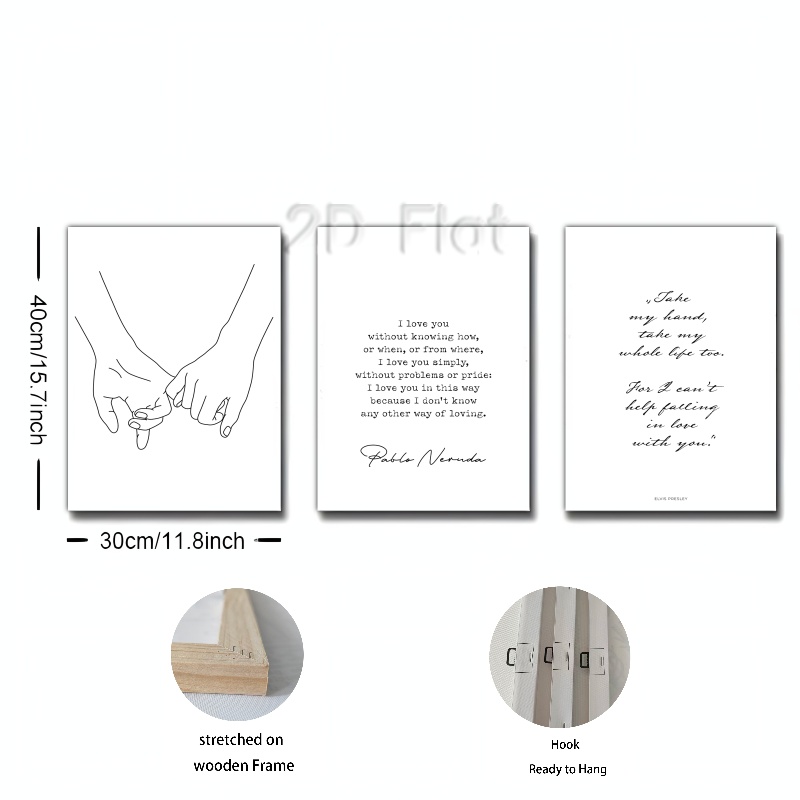 2D Flat
40cm/15.7inch
I love you
without knowing how,
or when, or from where,
I love you simply,
without problems or pride:
I love you in this way
because I don't know
any other way of loving.
Pablo Neruda
„Take
my hand,
take my
whole life too.
For I can't
help falling
in love
with you."
ELVIS PRESLEY
30cm/11.8inch
stretched on
wooden Frame
Hook
Ready to Hang